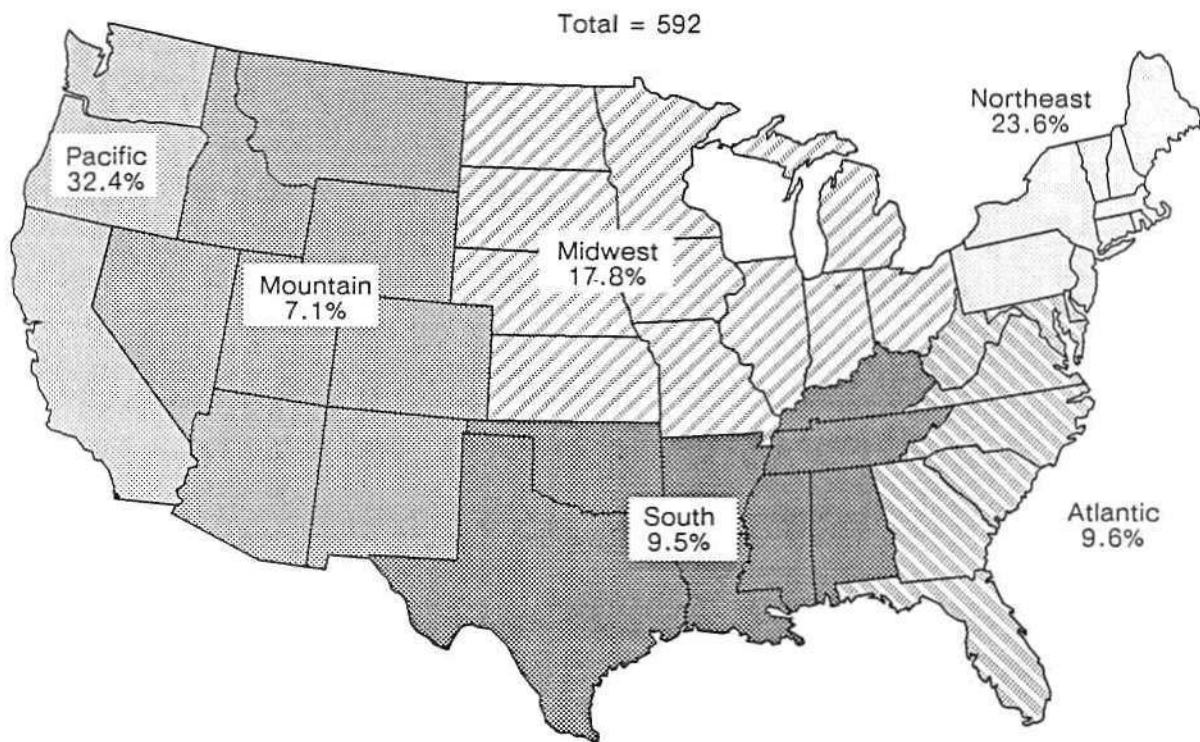 Total = 592
Northeast
23.6%
Pacific
32.4%
Midwest
17.8%
Mountain
7.1%
South
9.5%
Atlantic
9.6%